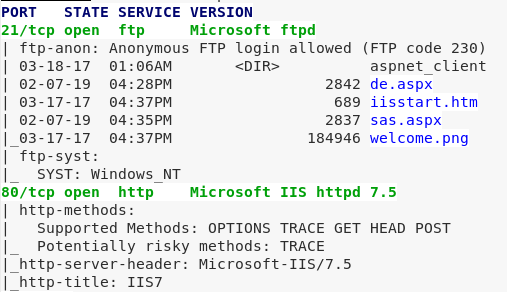 PORT   STATE SERVICE VERSION
21/tcp open  ftp     Microsoft ftpd
| ftp-anon: Anonymous FTP login allowed (FTP code 230)
| 03-18-17  01:06AM       <DIR>          aspnet_client
| 02-07-19  04:28PM                 2842 de.aspx
| 03-17-17  04:37PM                  689 iisstart.htm
| 02-07-19  04:35PM                 2837 sas.aspx
|_03-17-17  04:37PM               184946 welcome.png
| ftp-syst:
|_  SYST: Windows_NT
80/tcp open  http    Microsoft IIS httpd 7.5
| http-methods:
|   Supported Methods: OPTIONS TRACE GET HEAD POST
|_  Potentially risky methods: TRACE
|_http-server-header: Microsoft-IIS/7.5
|_http-title: IIS7